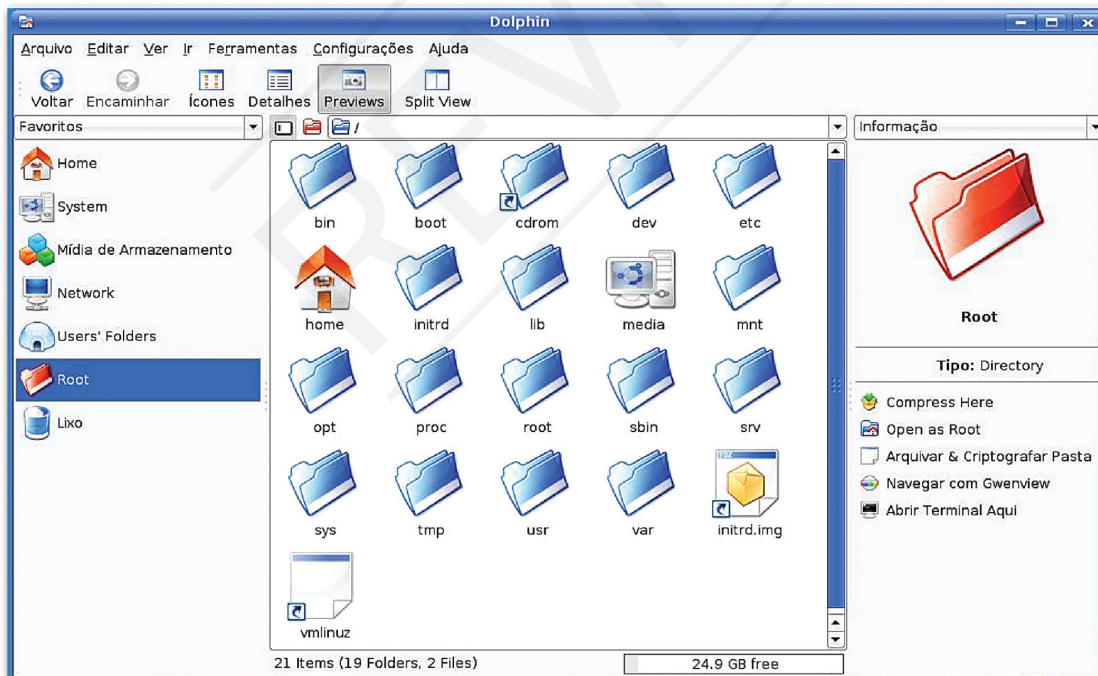 Dolphin
Arquivo Editar Ver Ir Ferramentas Configurações Ajuda
Voltar Encaminhar Ícones Detalhes Previews Split View
Favoritos
/
Informação
Home
System
Mídia de Armazenamento
Network
Users' Folders
Root
Lixo
bin boot cdrom dev etc
home initrd lib media mnt
opt proc root sbin srv
sys tmp usr var initrd.img
vmlinuz
Root
Tipo: Directory
Compress Here
Open as Root
Arquivar & Criptografar Pasta
Navegar com Gwenview
Abrir Terminal Aqui
21 Items (19 Folders, 2 Files)
24.9 GB free